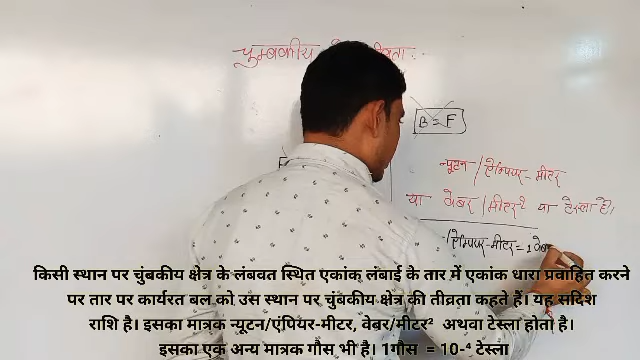 चुम्बकीय
B = F
न्यूटन / ऐम्पियर - मीटर
या वेबर / मीटर² या टेस्ला है।
/ ऐम्पियर-मीटर = 1 वेब
किसी स्थान पर चुंबकीय क्षेत्र के लंबवत स्थित एकांक लंबाई के तार में एकांक धारा प्रवाहित करने
पर तार पर कार्यरत बल को उस स्थान पर चुंबकीय क्षेत्र की तीव्रता कहते हैं। यह सदिश
राशि है। इसका मात्रक न्यूटन/एंपियर-मीटर, वेबर/मीटर² अथवा टेस्ला होता है।
इसका एक अन्य मात्रक गौस भी है। 1गौस = 10-⁴ टेस्ला